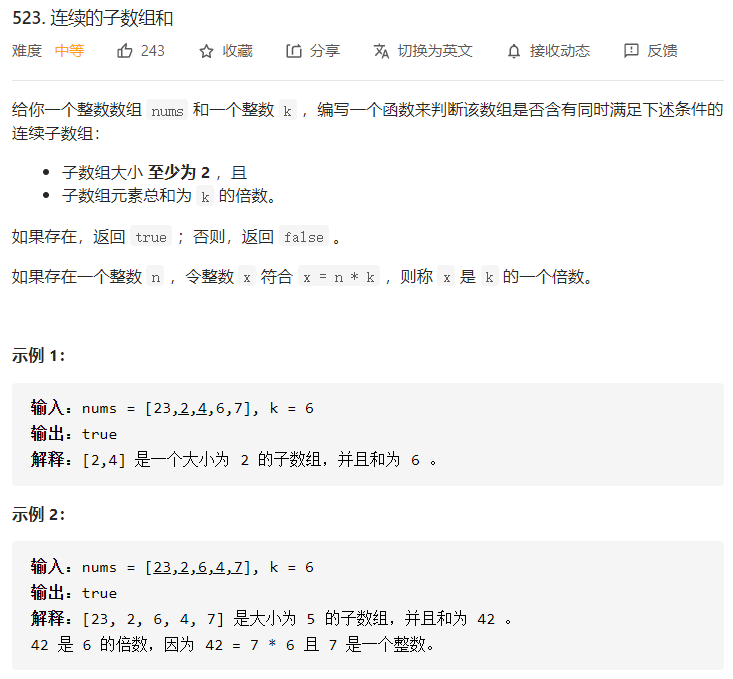 523. 连续的子数组和
难度 中等 243 收藏 分享 切换为英文 接收动态 反馈
给你一个整数数组 nums 和一个整数 k ，编写一个函数来判断该数组是否含有同时满足下述条件的
连续子数组：
子数组大小 至少为 2 ，且
子数组元素总和为 k 的倍数。
如果存在，返回 true ；否则，返回 false 。
如果存在一个整数 n ，令整数 x 符合 x = n * k ，则称 x 是 k 的一个倍数。
示例 1：
输入：nums = [23,2,4,6,7], k = 6
输出：true
解释：[2,4] 是一个大小为 2 的子数组，并且和为 6 。
示例 2：
输入：nums = [23,2,6,4,7], k = 6
输出：true
解释：[23, 2, 6, 4, 7] 是大小为 5 的子数组，并且和为 42 。
42 是 6 的倍数，因为 42 = 7 * 6 且 7 是一个整数。